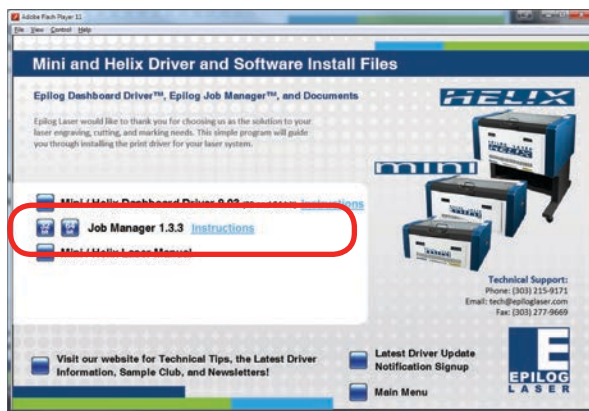 Adobe Flash Player 11
File View Control Help
Mini and Helix Driver and Software Install Files
Epilog Dashboard Driver™, Epilog Job Manager™, and Documents
HELIX
Epilog Laser would like to thank you for choosing us as the solution to your
laser engraving, cutting, and marking needs. This simple program will guide
you through installing the print driver for your laser system.
mini
Mini / Helix Dashboard Driver Instructions
Job Manager 1.3.3 Instructions
Mini / Helix Laser Manual
Technical Support:
Phone: (303) 215-9171
Email: tech@epiloglaser.com
Fax: (303) 277-9669
Visit our website for Technical Tips, the Latest Driver
Information, Sample Club, and Newsletters!
Latest Driver Update
Notification Signup
Main Menu
EPILOG
LASER